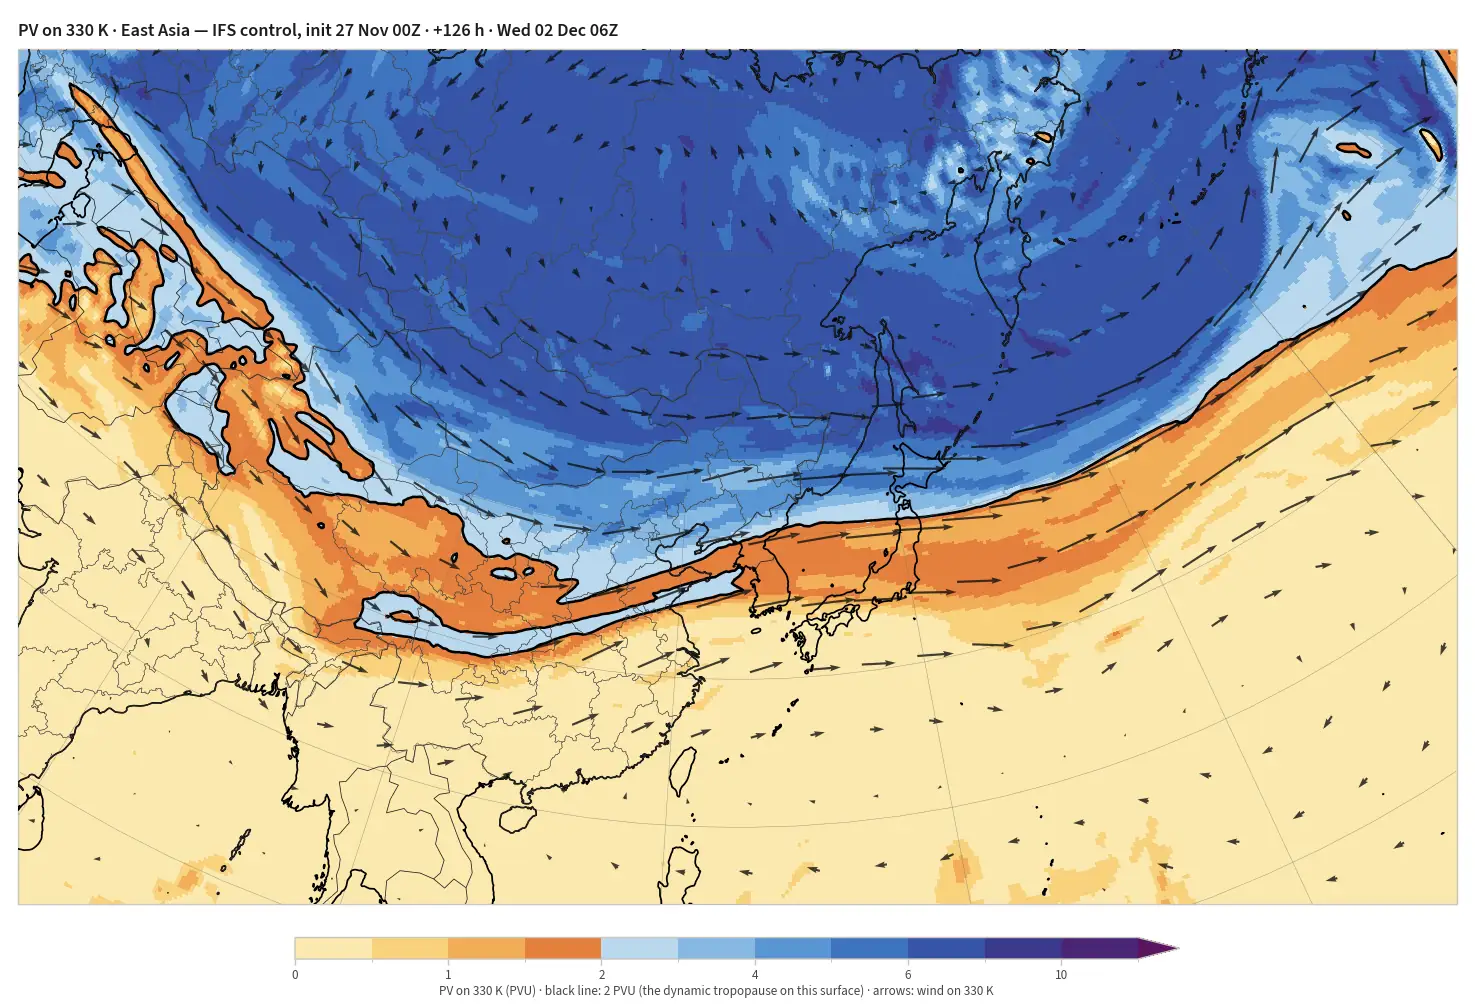 PV on 330 K · East Asia — IFS control, init 27 Nov 00Z · +126 h · Wed 02 Dec 06Z
0 1 2 4 6 10
PV on 330 K (PVU) · black line: 2 PVU (the dynamic tropopause on this surface) · arrows: wind on 330 K